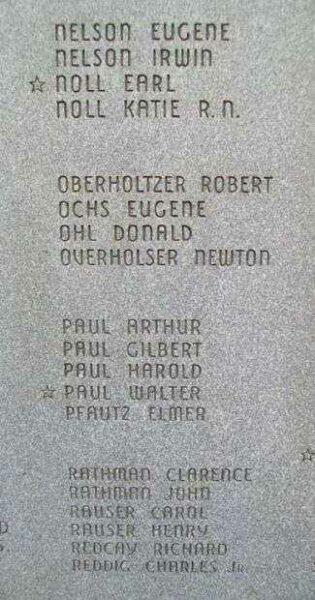 NELSON EUGENE
NELSON IRWIN
☆ NOLL EARL
NOLL KATIE R.N.
OBERHOLTZER ROBERT
OCHS EUGENE
OHL DONALD
OVERHOLSER NEWTON
PAUL ARTHUR
PAUL GILBERT
PAUL HAROLD
☆ PAUL WALTER
PFAUTZ ELMER
RATHMAN CLARENCE
RATHMAN JOHN
RAUSER CAROL
RAUSER HENRY
REDCAY RICHARD
REDDIG CHARLES JR.